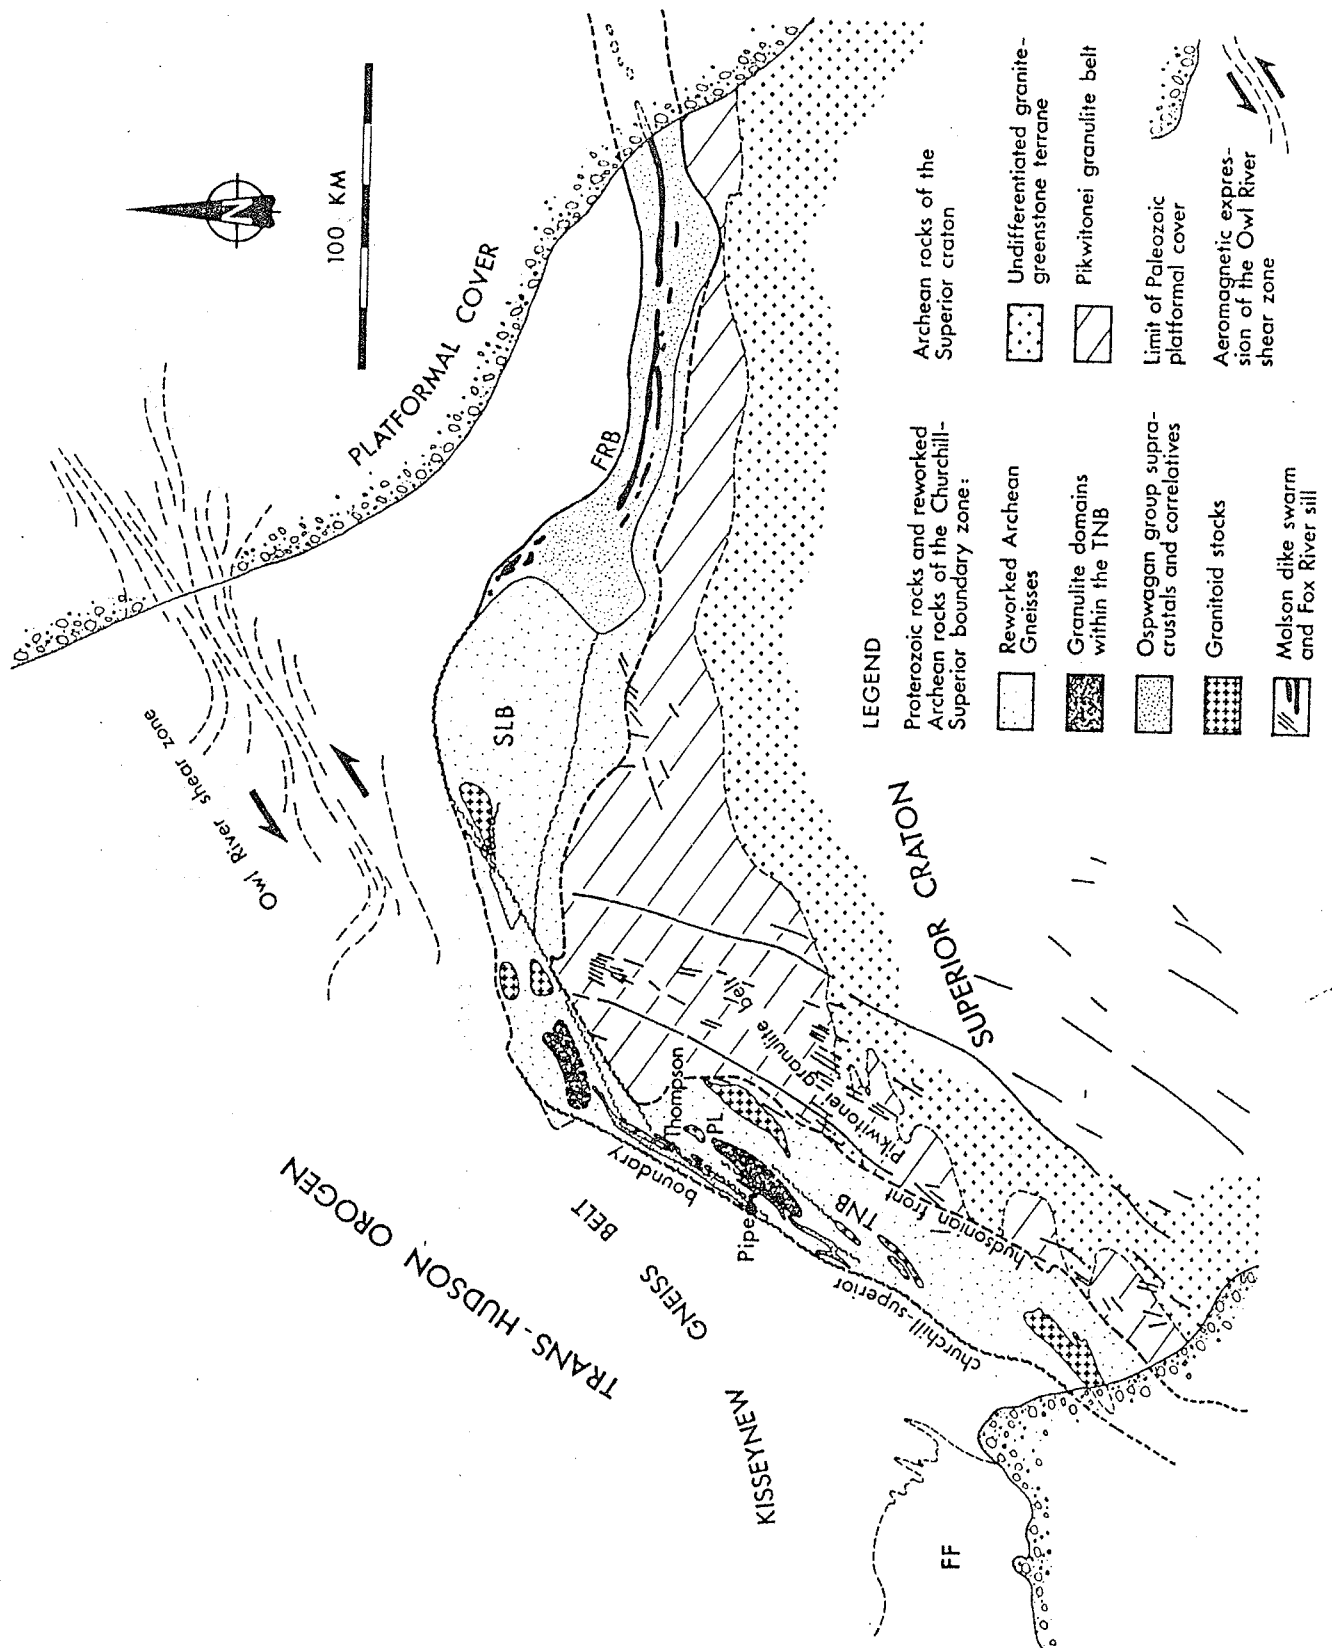 N
100 KM
PLATFORMAL COVER
Owl River shear zone
FRB
SLB
TRANS-HUDSON OROGEN
KISSEYNEW
GNEISS
BELT
churchill-superior
boundary
Thompson
PL
Pipe
TNB
hudsonian front
Pikwitonei granulite belt
SUPERIOR CRATON
FF
LEGEND
Proterozoic rocks and reworked
Archean rocks of the Churchill-
Superior boundary zone:
Reworked Archean
Gneisses
Granulite domains
within the TNB
Ospwagan group supra-
crustals and correlatives
Granitoid stocks
Molson dike swarm
and Fox River sill
Archean rocks of the
Superior craton
Undifferentiated granite-
greenstone terrane
Pikwitonei granulite belt
Limit of Paleozoic
platformal cover
Aeromagnetic expres-
sion of the Owl River
shear zone